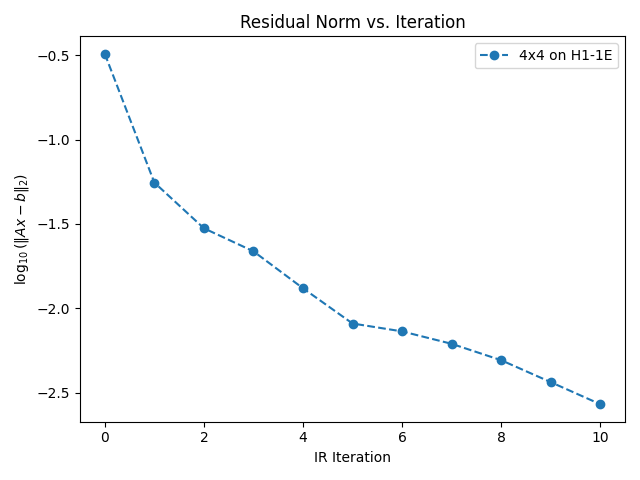 Residual Norm vs. Iteration
4x4 on H1-1E
−0.5
−1.0
−1.5
−2.0
−2.5
log₁₀(‖Ax − b‖₂)
0 2 4 6 8 10
IR Iteration